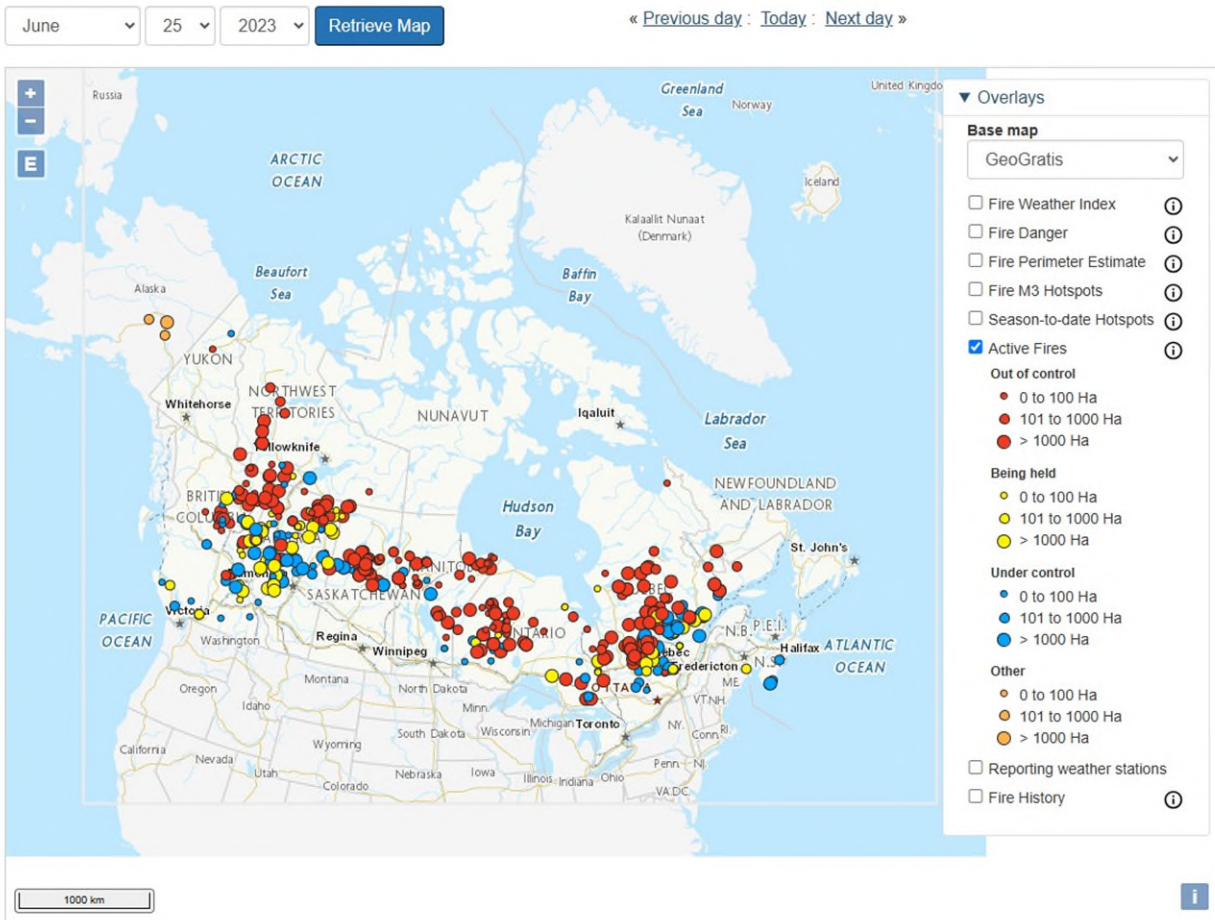 June 25 2023 Retrieve Map « Previous day : Today : Next day »
+
−
E
Russia
Greenland
Sea
Norway
United Kingdo
ARCTIC
OCEAN
Iceland
Kalaallit Nunaat
(Denmark)
Beaufort
Sea
Baffin
Bay
Alaska
YUKON
NORTHWEST
TERRITORIES
Whitehorse
NUNAVUT
Iqaluit
Labrador
Sea
Yellowknife
NEWFOUNDLAND
AND LABRADOR
BRITI
COLU
Hudson
Bay
St. John's
MANITOB
SASKATCHEWAN
PACIFIC
OCEAN
Victoria
Washington
Regina
Winnipeg
ONTARIO
N.B.
P.E.I.
Halifax
ATLANTIC
OCEAN
Fredericton
N.S
ME.
Oregon
Idaho
Montana
North Dakota
Minn.
OTTAWA
VT.
NH.
South Dakota
Wisconsin
Michigan
Toronto
N.Y.
Conn.
RI.
California
Nevada
Utah
Wyoming
Colorado
Nebraska
Iowa
Illinois
Indiana
Ohio
Penn.
NJ.
VA.
DC.
▼ Overlays
Base map
GeoGratis
Fire Weather Index
Fire Danger
Fire Perimeter Estimate
Fire M3 Hotspots
Season-to-date Hotspots
Active Fires
Out of control
0 to 100 Ha
101 to 1000 Ha
> 1000 Ha
Being held
0 to 100 Ha
101 to 1000 Ha
> 1000 Ha
Under control
0 to 100 Ha
101 to 1000 Ha
> 1000 Ha
Other
0 to 100 Ha
101 to 1000 Ha
> 1000 Ha
Reporting weather stations
Fire History
1000 km
i